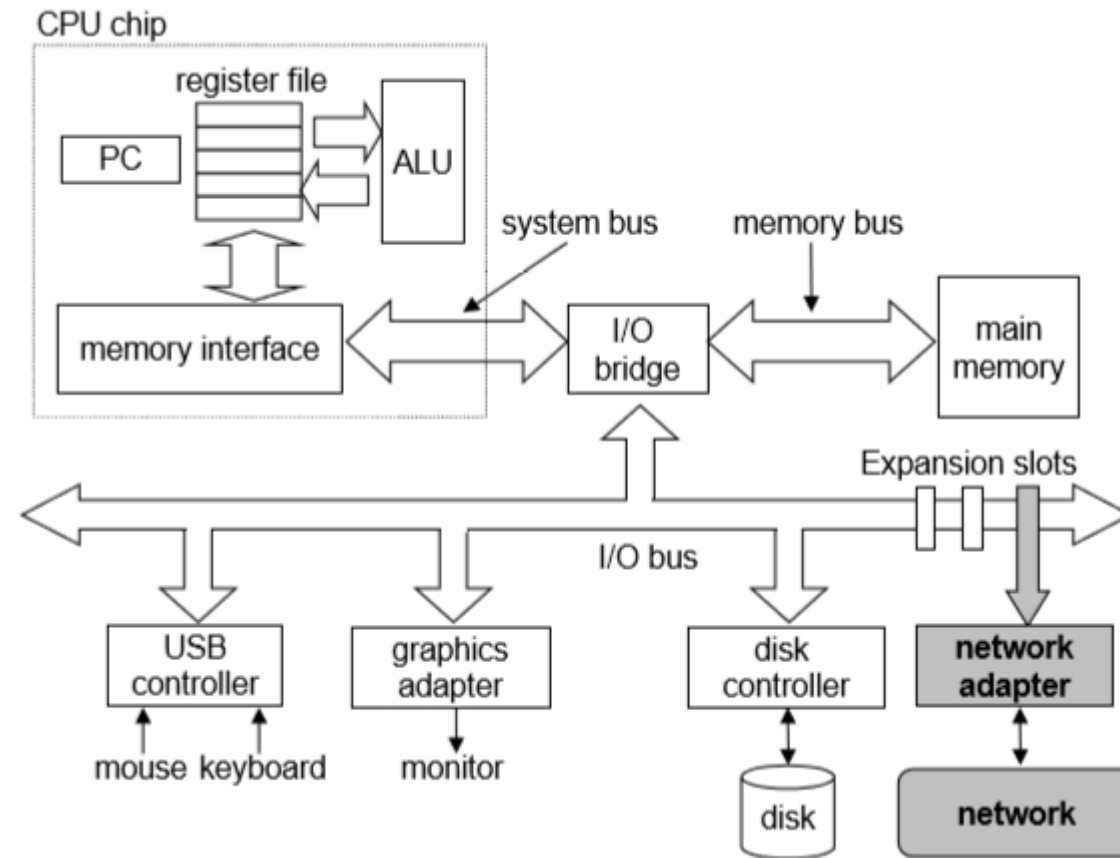 CPU chip
register file
PC
ALU
system bus
memory bus
memory interface
I/O
bridge
main
memory
Expansion slots
I/O bus
USB
controller
graphics
adapter
disk
controller
network
adapter
mouse
keyboard
monitor
disk
network